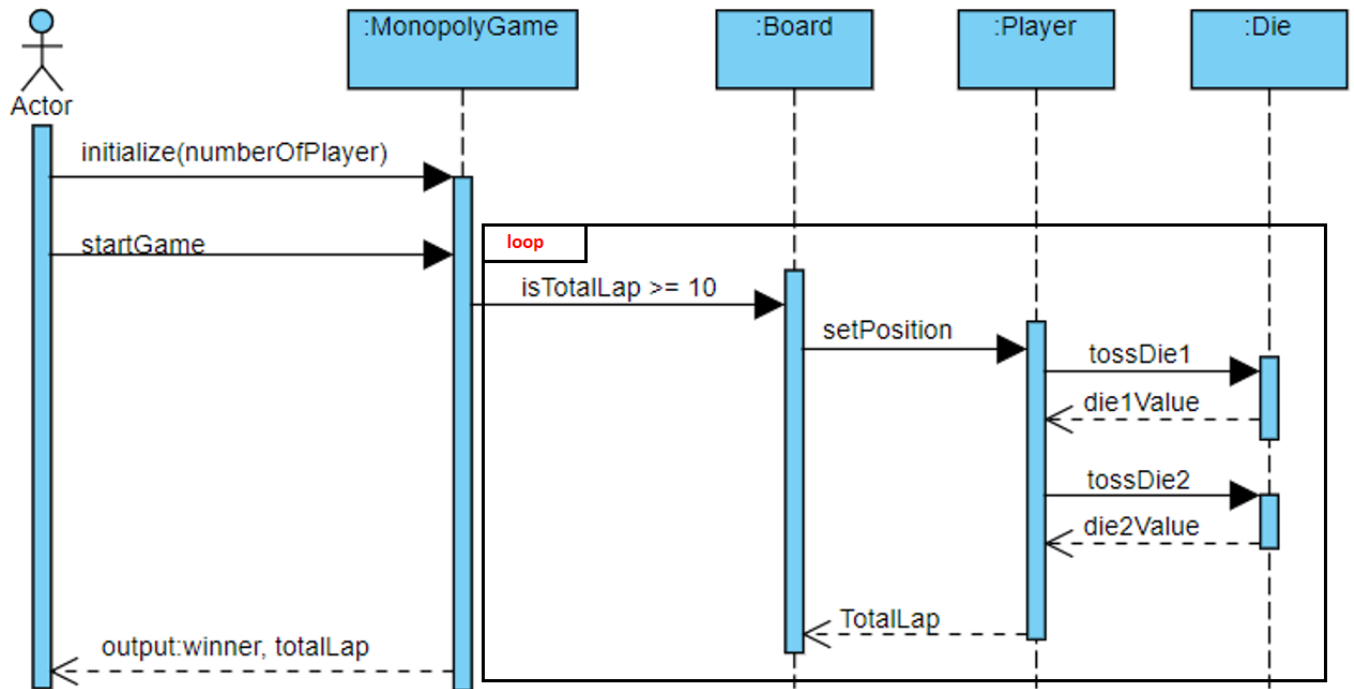 :MonopolyGame
:Board
:Player
:Die
Actor
initialize(numberOfPlayer)
startGame
loop
isTotalLap >= 10
setPosition
tossDie1
die1Value
tossDie2
die2Value
TotalLap
output:winner, totalLap